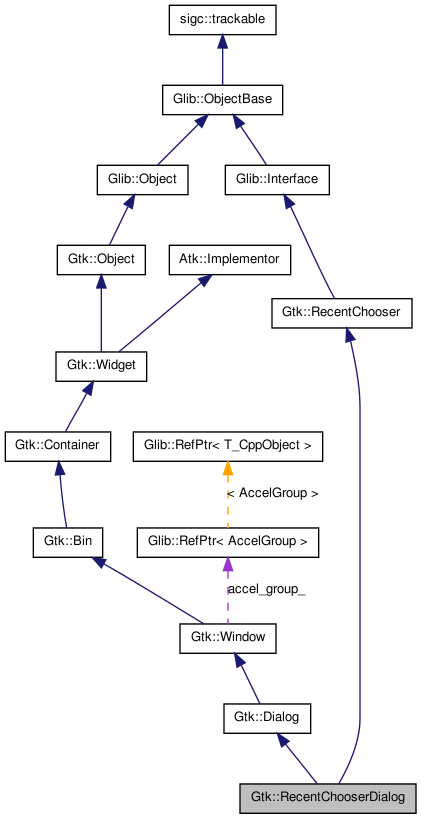 sigc::trackable
Glib::ObjectBase
Glib::Object
Glib::Interface
Gtk::Object
Atk::Implementor
Gtk::RecentChooser
Gtk::Widget
Gtk::Container
Glib::RefPtr< T_CppObject >
< AccelGroup >
Gtk::Bin
Glib::RefPtr< AccelGroup >
accel_group_
Gtk::Window
Gtk::Dialog
Gtk::RecentChooserDialog